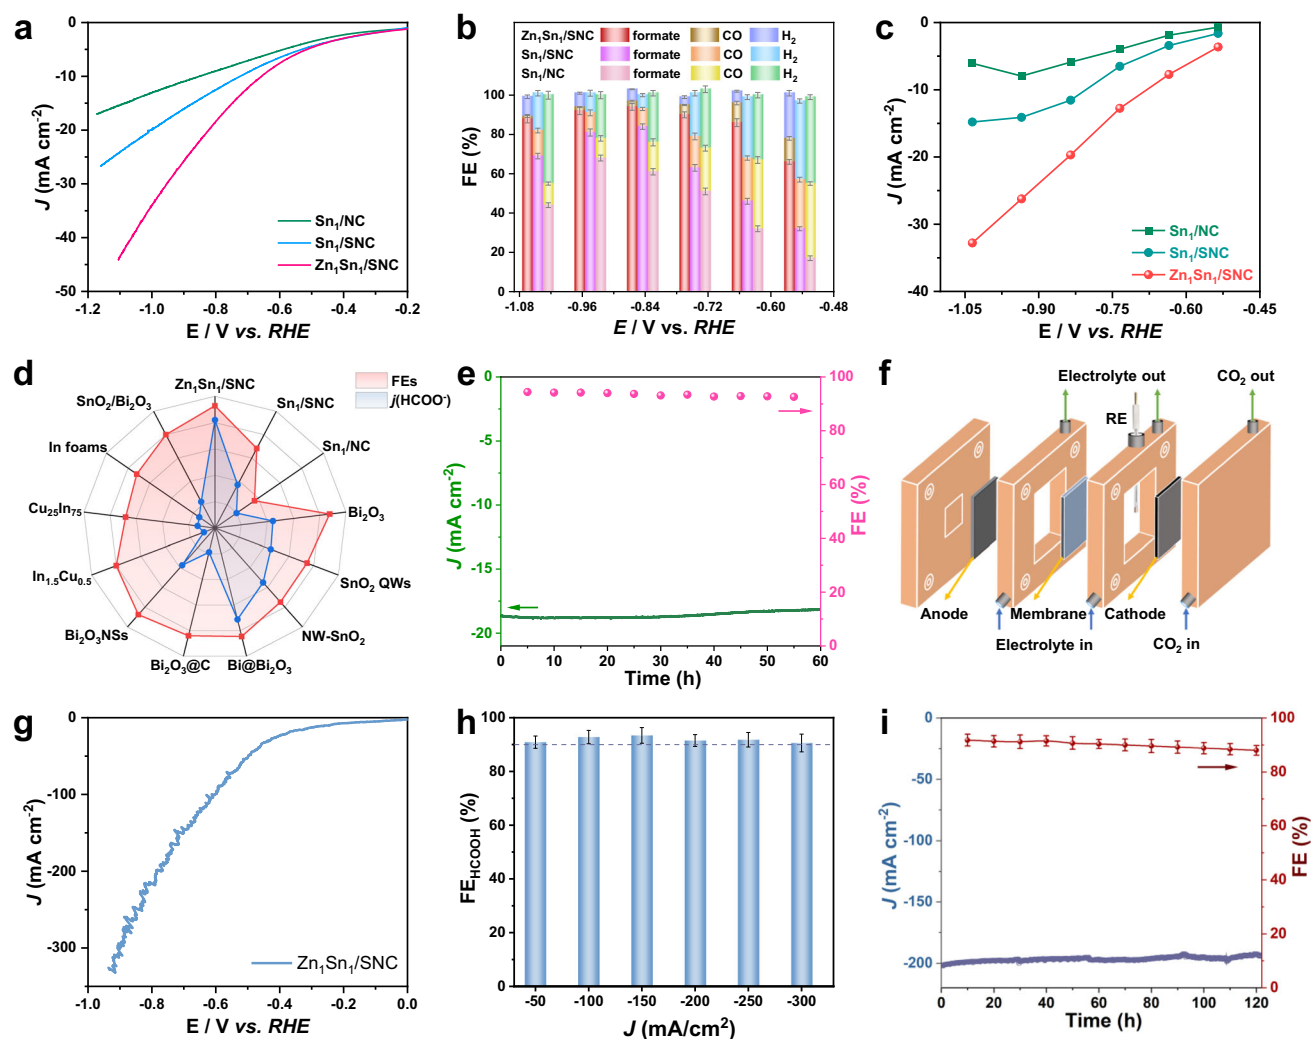 a
0
-10
-20
-30
-40
-50
J (mA cm⁻²)
Sn₁/NC
Sn₁/SNC
Zn₁Sn₁/SNC
-1.2
-1.0
-0.8
-0.6
-0.4
-0.2
E / V vs. RHE
b
Zn₁Sn₁/SNC formate CO H₂
Sn₁/SNC formate CO H₂
Sn₁/NC formate CO H₂
100
80
60
40
20
0
FE (%)
-1.08
-0.96
-0.84
-0.72
-0.60
-0.48
E / V vs. RHE
c
0
-10
-20
-30
-40
J (mA cm⁻²)
Sn₁/NC
Sn₁/SNC
Zn₁Sn₁/SNC
-1.05
-0.90
-0.75
-0.60
-0.45
E / V vs. RHE
d
FEs
j(HCOO⁻)
Zn₁Sn₁/SNC
Sn₁/SNC
Sn₁/NC
Bi₂O₃
SnO₂ QWs
NW-SnO₂
Bi@Bi₂O₃
Bi₂O₃@C
Bi₂O₃NSs
In₁.₅Cu₀.₅
Cu₂₅In₇₅
In foams
SnO₂/Bi₂O₃
e
0
-5
-10
-15
-20
J (mA cm⁻²)
100
80
60
40
20
0
FE (%)
0
10
20
30
40
50
60
Time (h)
f
Electrolyte out
CO₂ out
RE
Anode
Membrane
Cathode
Electrolyte in
CO₂ in
g
0
-100
-200
-300
J (mA cm⁻²)
Zn₁Sn₁/SNC
-1.0
-0.8
-0.6
-0.4
-0.2
0.0
E / V vs. RHE
h
100
80
60
40
20
0
FE_HCOOH (%)
-50
-100
-150
-200
-250
-300
J (mA/cm²)
i
0
-50
-100
-150
-200
J (mA cm⁻²)
100
80
60
40
20
0
FE (%)
0
20
40
60
80
100
120
Time (h)